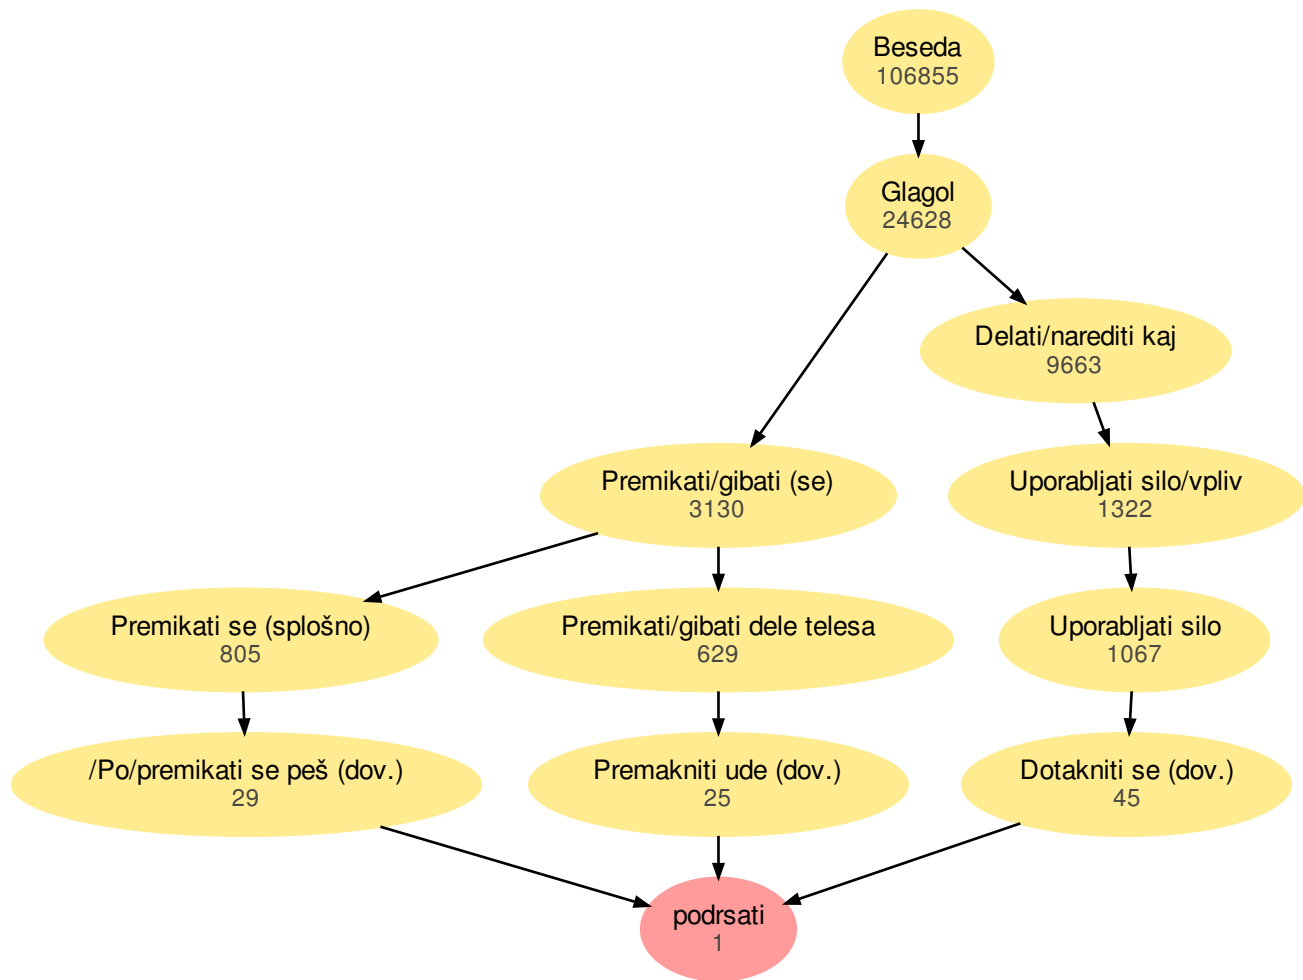 Beseda
106855
Glagol
24628
Delati/narediti kaj
9663
Premikati/gibati (se)
3130
Uporabljati silo/vpliv
1322
Premikati se (splošno)
805
Premikati/gibati dele telesa
629
Uporabljati silo
1067
/Po/premikati se peš (dov.)
29
Premakniti ude (dov.)
25
Dotakniti se (dov.)
45
podrsati
1